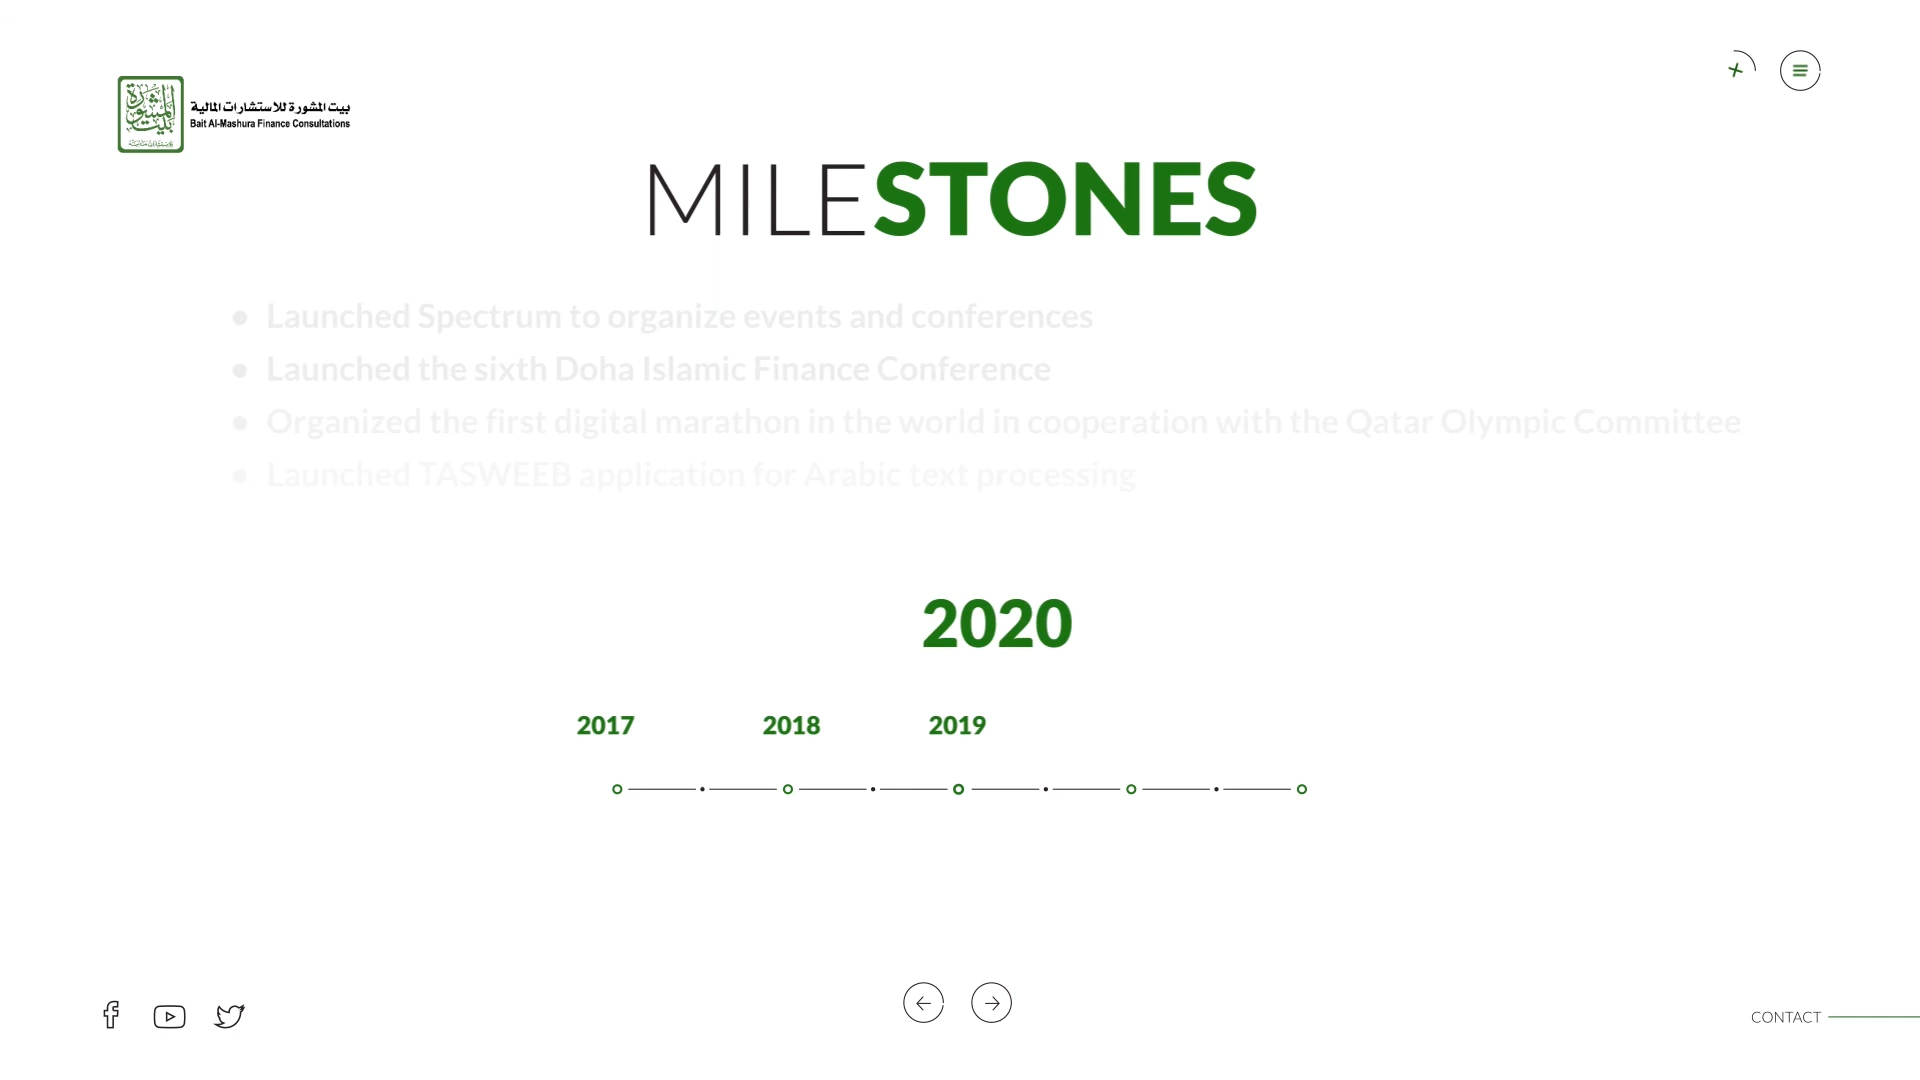 بيت المشورة للاستشارات المالية
Bait Al-Mashura Finance Consultations
MILESTONES
● Launched Spectrum to organize events and conferences
● Launched the sixth Doha Islamic Finance Conference
● Organized the first digital marathon in the world in cooperation with the Qatar Olympic Committee
● Launched TASWEEB application for Arabic text processing
2020
2017 2018 2019
CONTACT